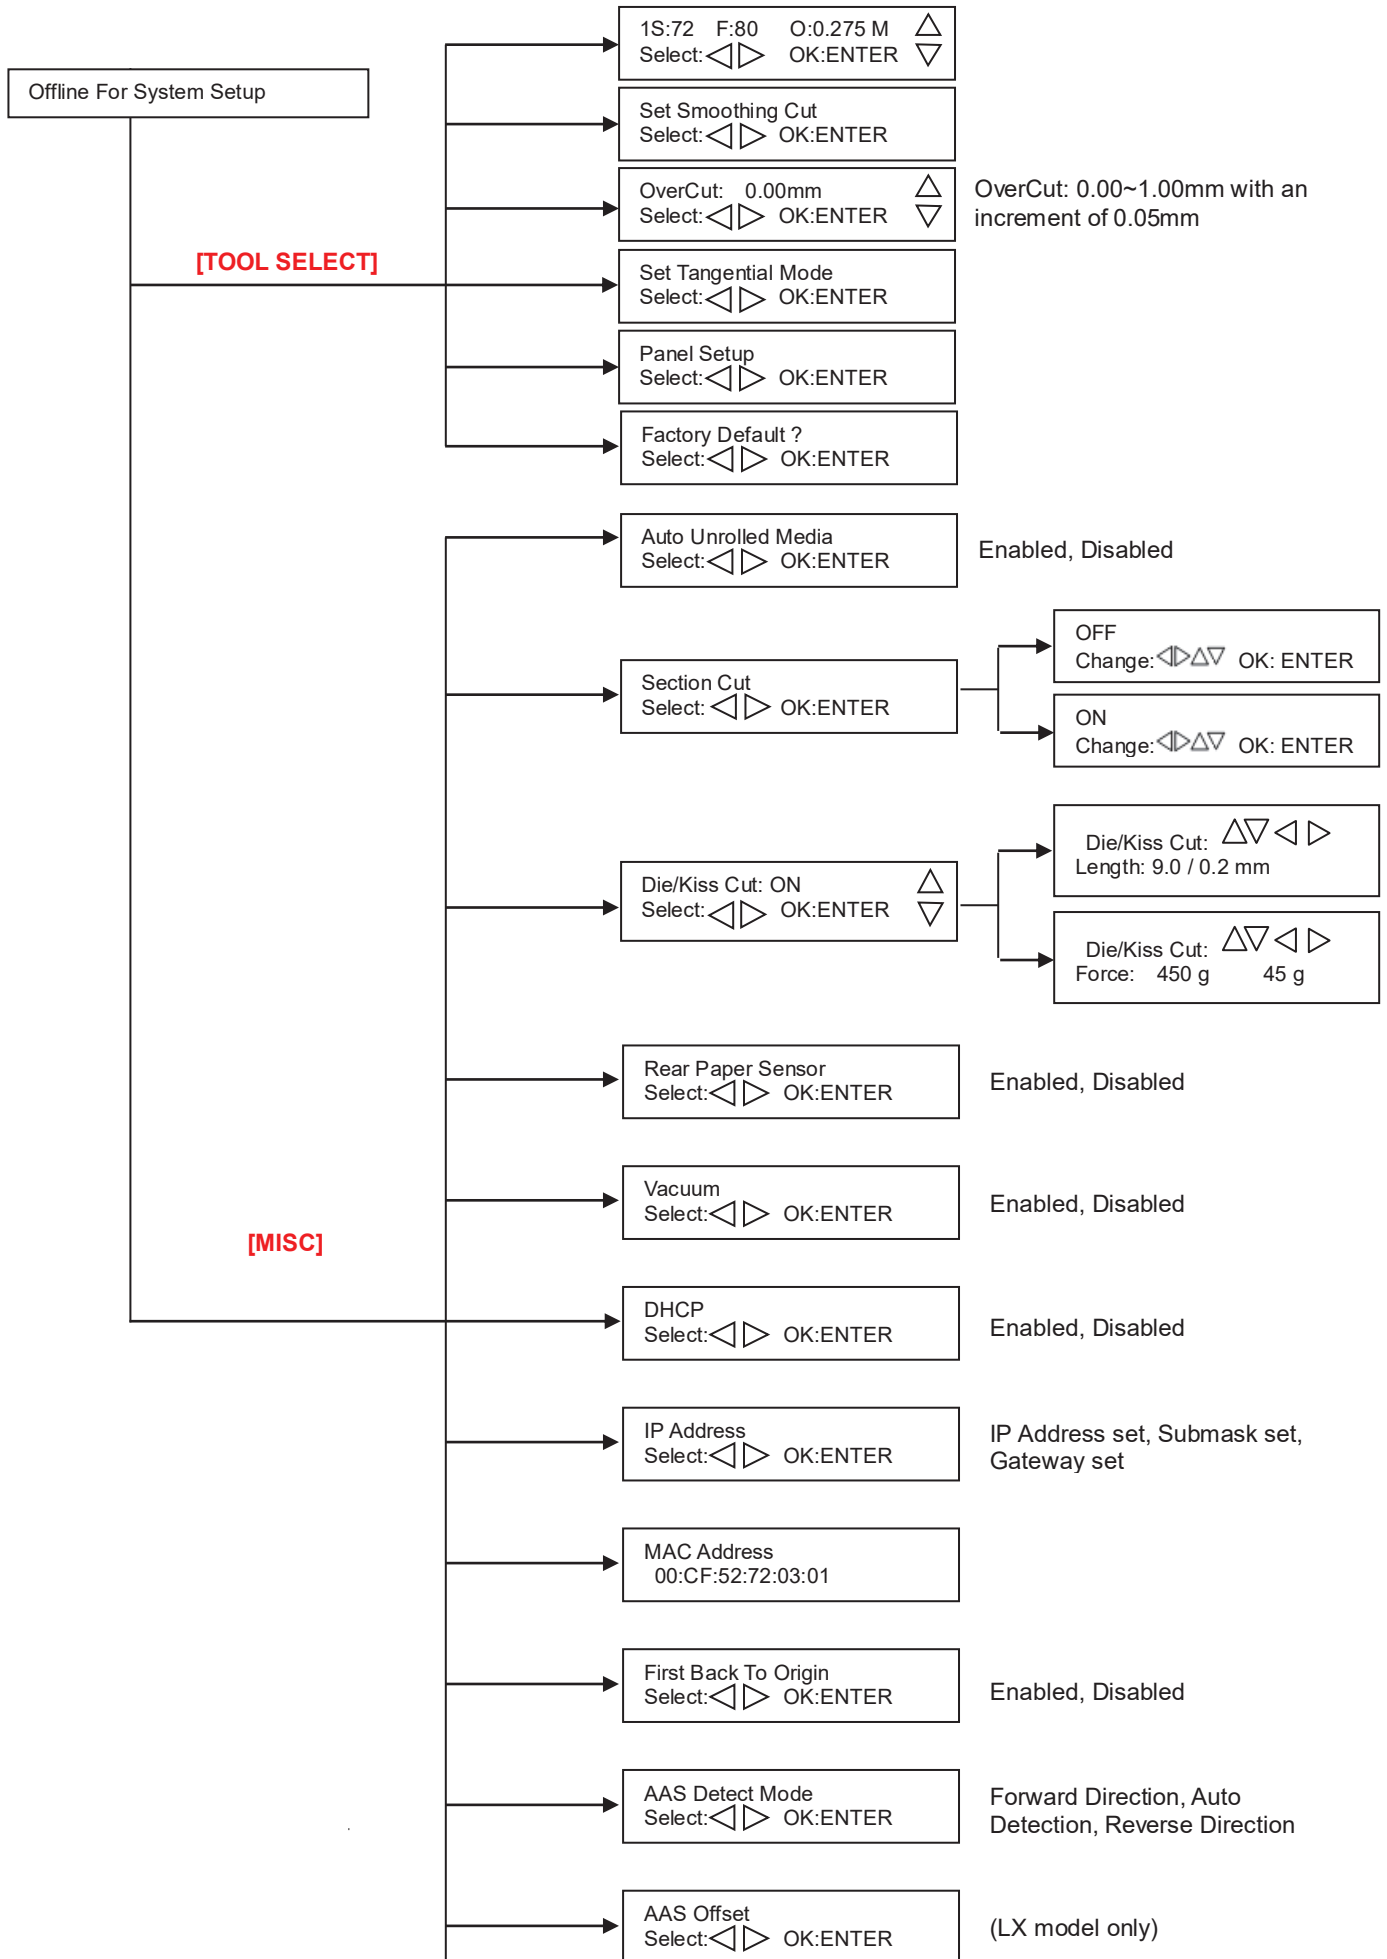 1S:72 F:80 O:0.275 M
Select: OK:ENTER
Offline For System Setup
Set Smoothing Cut
Select: OK:ENTER
OverCut: 0.00mm
Select: OK:ENTER
OverCut: 0.00~1.00mm with an
increment of 0.05mm
[TOOL SELECT]
Set Tangential Mode
Select: OK:ENTER
Panel Setup
Select: OK:ENTER
Factory Default ?
Select: OK:ENTER
Auto Unrolled Media
Select: OK:ENTER
Enabled, Disabled
Section Cut
Select: OK:ENTER
OFF
Change: OK: ENTER
ON
Change: OK: ENTER
Die/Kiss Cut: ON
Select: OK:ENTER
Die/Kiss Cut:
Length: 9.0 / 0.2 mm
Die/Kiss Cut:
Force: 450 g 45 g
Rear Paper Sensor
Select: OK:ENTER
Enabled, Disabled
Vacuum
Select: OK:ENTER
Enabled, Disabled
[MISC]
DHCP
Select: OK:ENTER
Enabled, Disabled
IP Address
Select: OK:ENTER
IP Address set, Submask set,
Gateway set
MAC Address
00:CF:52:72:03:01
First Back To Origin
Select: OK:ENTER
Enabled, Disabled
AAS Detect Mode
Select: OK:ENTER
Forward Direction, Auto
Detection, Reverse Direction
AAS Offset
Select: OK:ENTER
(LX model only)